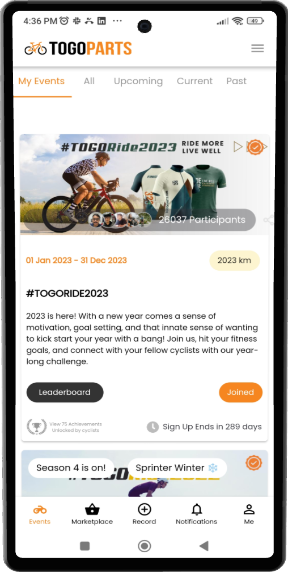 4:36 PM
49
TOGOPARTS
My Events All Upcoming Current Past
#TOGORide2023 RIDE MORE
LIVE WELL
26037 Participants
01 Jan 2023 - 31 Dec 2023 2023 km
#TOGORIDE2023
2023 is here! With a new year comes a sense of
motivation, goal setting, and that innate sense of wanting
to kick start your year with a bang! Join us, hit your fitness
goals, and connect with your fellow cyclists with our year-
long challenge.
Leaderboard Joined
View 75 Achievements
Unlocked by cyclists
Sign Up Ends in 289 days
Season 4 is on! Sprinter Winter
Events Marketplace Record Notifications Me